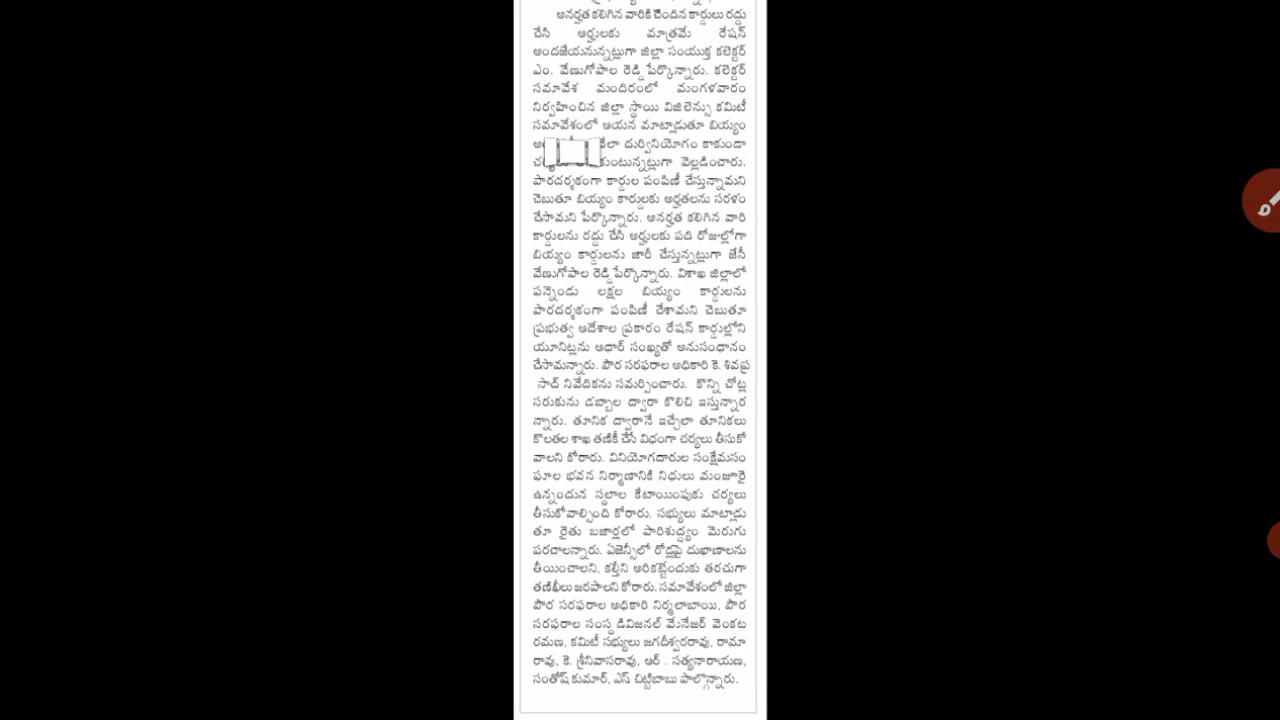 అనర్హత కలిగిన వారికి చెందిన కార్డులు రద్దు
చేసి అర్హులకు మాత్రమే రేషన్
అందజేయనున్నట్లుగా జిల్లా సంయుక్త కలెక్టర్
ఎం. వేణుగోపాల రెడ్డి పేర్కొన్నారు. కలెక్టర్
సమావేశ మందిరంలో మంగళవారం
నిర్వహించిన జిల్లా స్థాయి విజిలెన్సు కమిటీ
సమావేశంలో ఆయన మాట్లాడుతూ బియ్యం
దుర్వినియోగం కాకుండా
వెల్లడించారు.
పారదర్శకంగా కార్డుల పంపిణీ చేస్తున్నామని
చెబుతూ బియ్యం కార్డులకు అర్హతలను సరళం
చేసామని పేర్కొన్నారు. అనర్హత కలిగిన వారి
కార్డులను రద్దు చేసి అర్హులకు పది రోజుల్లోగా
బియ్యం కార్డులను జారీ చేస్తున్నట్లుగా జేసీ
వేణుగోపాల రెడ్డి పేర్కొన్నారు. విశాఖ జిల్లాలో
పన్నెండు లక్షల బియ్యం కార్డులను
పారదర్శకంగా పంపిణీ చేశామని చెబుతూ
ప్రభుత్వ ఆదేశాల ప్రకారం రేషన్ కార్డుల్లోని
యూనిట్లను ఆధార్ సంఖ్యతో అనుసంధానం
చేసామన్నారు. పౌర సరఫరాల అధికారి కె. శివప్ర
సాద్ నివేదికను సమర్పించారు. కొన్ని చోట్ల
సరుకును డబ్బాల ద్వారా కొలిచి ఇస్తున్నార
న్నారు. తూనిక ద్వారానే ఇచ్చేలా తూనికలు
కొలతల శాఖ తణికీ చేసే విధంగా చర్యలు తీసుకో
వాలని కోరారు. వినియోగదారుల సంక్షేమసం
ఘాల భవన నిర్మాణానికి నిధులు మంజూరై
ఉన్నందున స్థలాల కేటాయింపుకు చర్యలు
తీసుకోవాల్సింది కోరారు. సభ్యులు మాట్లాడు
తూ రైతు బజార్లలో పారిశుద్ధ్యం మెరుగు
పరచాలన్నారు. ఏజెన్సీలో రోడ్లపై దుఖాణాలను
తీయించాలని, కల్తీని అరికట్టేందుకు తరచుగా
తణిఖీలు జరపాలని కోరారు. సమావేశంలో జిల్లా
పౌర సరఫరాల అధికారి నిర్మలాబాయి, పౌర
సరఫరాల సంస్థ డివిజనల్ మేనేజర్ వెంకట
రమణ, కమిటీ సభ్యులు జగదీశ్వరరావు, రామా
రావు, కె. శ్రీనివాసరావు, ఆర్ . సత్యనారాయణ,
సంతోష్ కుమార్, ఎస్ చిట్టిబాబు పాల్గొన్నారు.